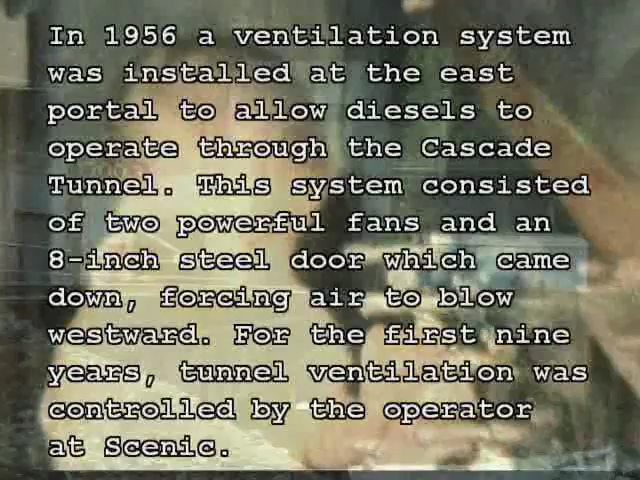 In 1956 a ventilation system
was installed at the east
portal to allow diesels to
operate through the Cascade
Tunnel. This system consisted
of two powerful fans and an
8-inch steel door which came
down, forcing air to blow
westward. For the first nine
years, tunnel ventilation was
controlled by the operator
at Scenic.